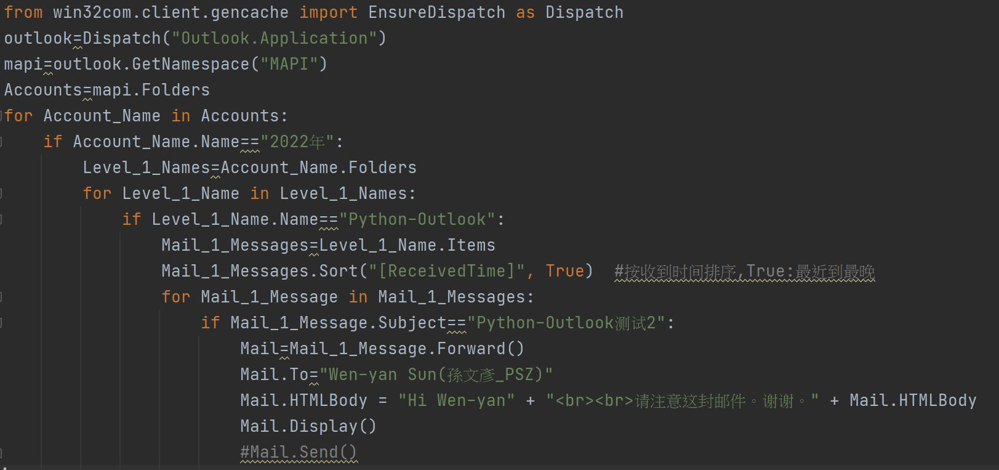 from win32com.client.gencache import EnsureDispatch as Dispatch
outlook=Dispatch("Outlook.Application")
mapi=outlook.GetNamespace("MAPI")
Accounts=mapi.Folders
for Account_Name in Accounts:
    if Account_Name.Name=="2022年":
        Level_1_Names=Account_Name.Folders
        for Level_1_Name in Level_1_Names:
            if Level_1_Name.Name=="Python-Outlook":
                Mail_1_Messages=Level_1_Name.Items
                Mail_1_Messages.Sort("[ReceivedTime]", True)  #按收到时间排序,True:最近到最晚
                for Mail_1_Message in Mail_1_Messages:
                    if Mail_1_Message.Subject=="Python-Outlook测试2":
                        Mail=Mail_1_Message.Forward()
                        Mail.To="Wen-yan Sun(孫文彥_PSZ)"
                        Mail.HTMLBody = "Hi Wen-yan" + "<br><br>请注意这封邮件。谢谢。" + Mail.HTMLBody
                        Mail.Display()
                        #Mail.Send()